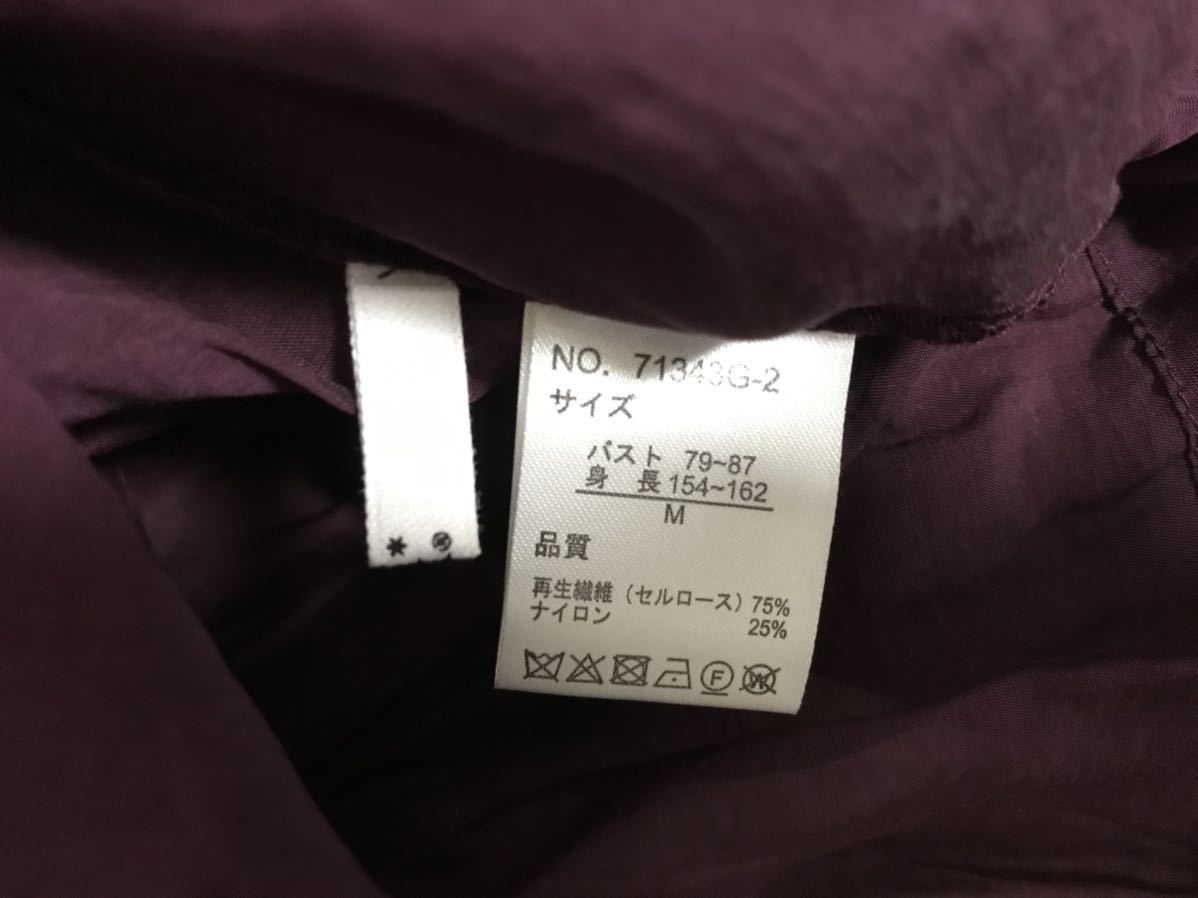 NO. 71343G-2
サイズ
バスト 79~87
身 長 154~162
M
品質
再生繊維（セルロース）75%
ナイロン 25%
F
W